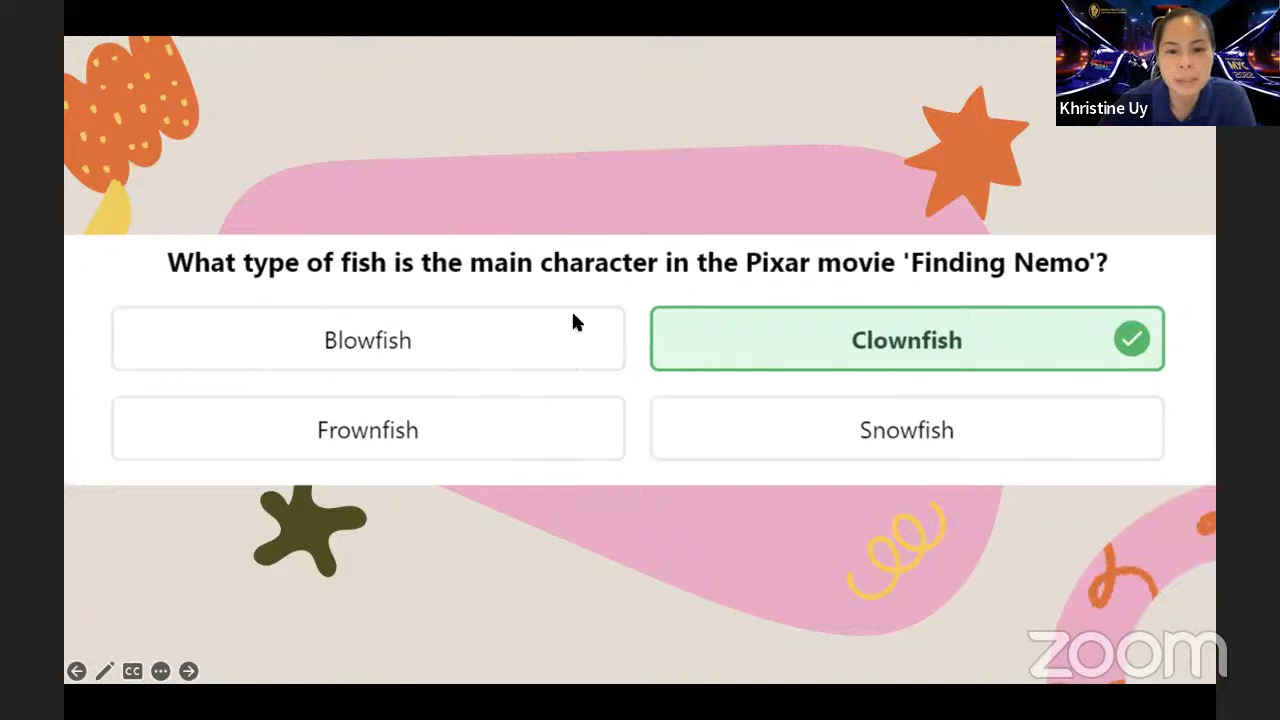 Khristine Uy
What type of fish is the main character in the Pixar movie 'Finding Nemo'?
Blowfish
Clownfish
Frownfish
Snowfish
CC
zoom